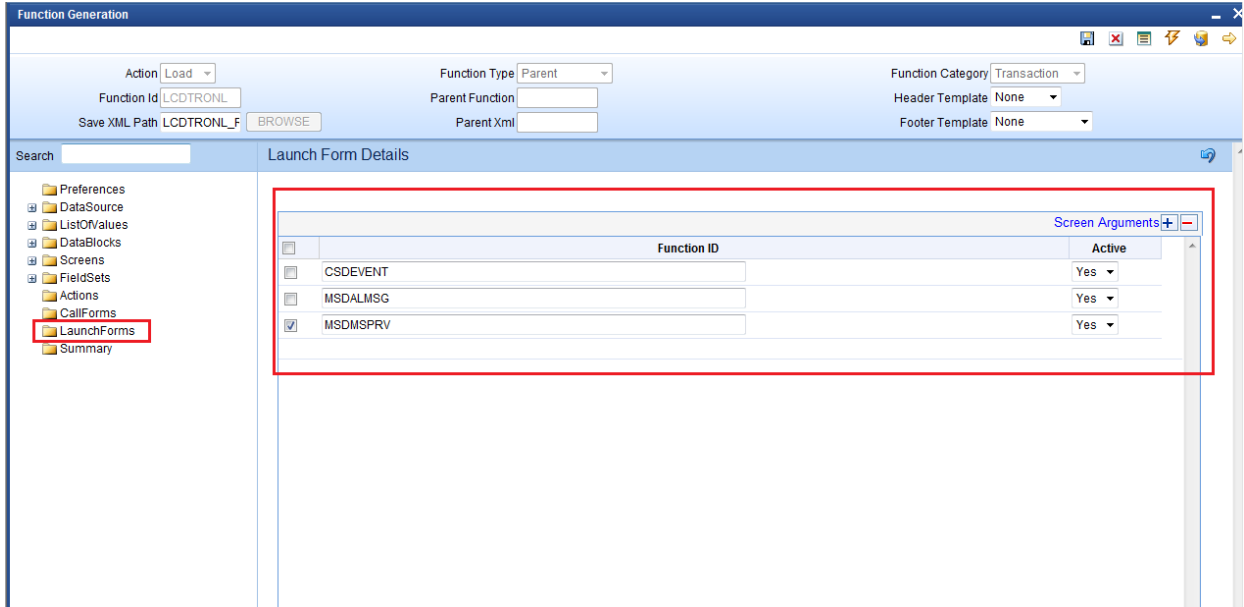 Function Generation
Action Load Function Type Parent Function Category Transaction
Function Id LCDTRONL Parent Function Header Template None
Save XML Path LCDTRONL_F BROWSE Parent Xml Footer Template None
Search Launch Form Details
Preferences
DataSource
ListOfValues
DataBlocks
Screens
FieldSets
Actions
CallForms
LaunchForms
Summary
Screen Arguments
Function ID Active
CSDEVENT Yes
MSDALMSG Yes
MSDMSPRV Yes